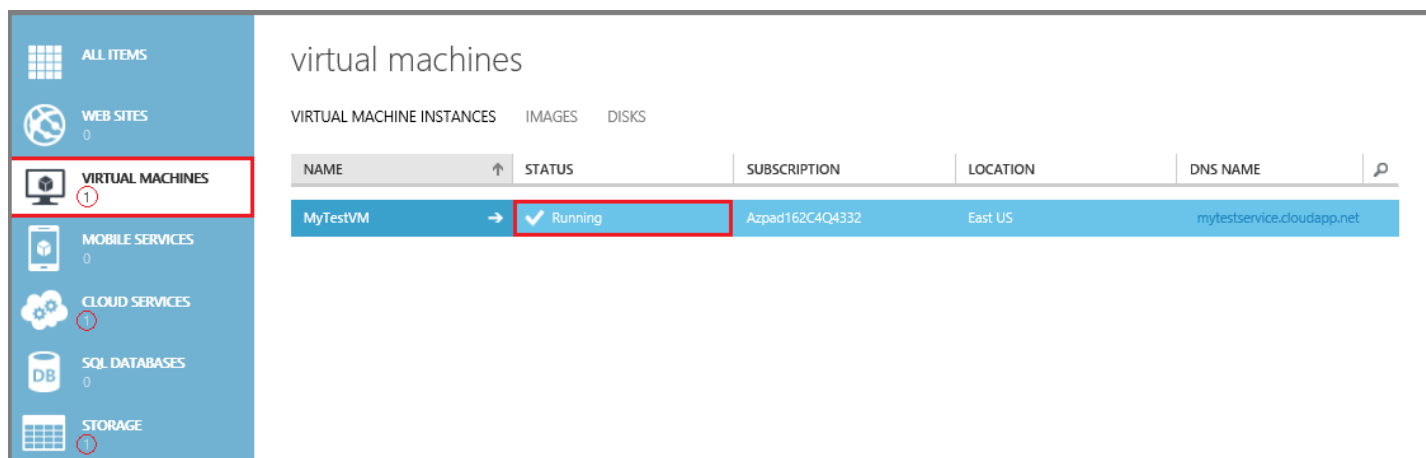 ALL ITEMS
WEB SITES
0
VIRTUAL MACHINES
1
MOBILE SERVICES
0
CLOUD SERVICES
1
DB
SQL DATABASES
0
STORAGE
1
virtual machines
VIRTUAL MACHINE INSTANCES IMAGES DISKS
NAME STATUS SUBSCRIPTION LOCATION DNS NAME
MyTestVM Running Azpad162C4Q4332 East US mytestservice.cloudapp.net